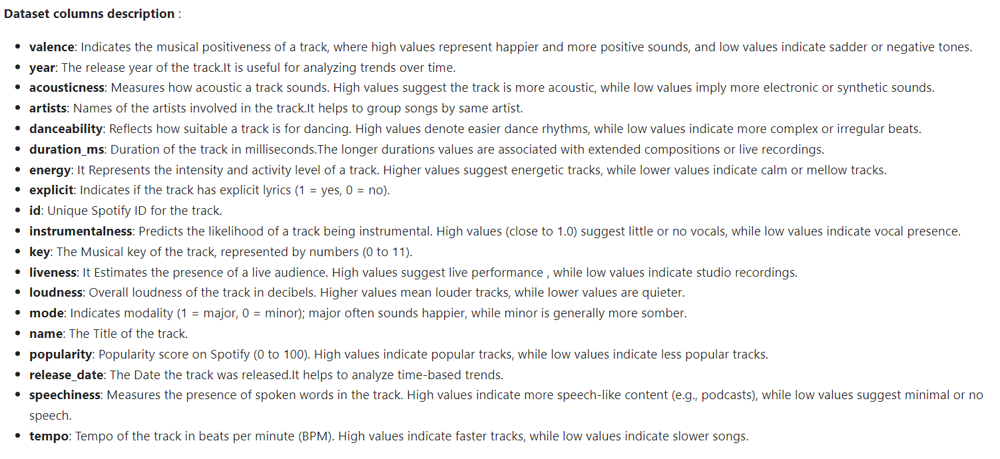 Dataset columns description :
valence: Indicates the musical positiveness of a track, where high values represent happier and more positive sounds, and low values indicate sadder or negative tones.
year: The release year of the track.It is useful for analyzing trends over time.
acousticness: Measures how acoustic a track sounds. High values suggest the track is more acoustic, while low values imply more electronic or synthetic sounds.
artists: Names of the artists involved in the track.It helps to group songs by same artist.
danceability: Reflects how suitable a track is for dancing. High values denote easier dance rhythms, while low values indicate more complex or irregular beats.
duration_ms: Duration of the track in milliseconds.The longer durations values are associated with extended compositions or live recordings.
energy: It Represents the intensity and activity level of a track. Higher values suggest energetic tracks, while lower values indicate calm or mellow tracks.
explicit: Indicates if the track has explicit lyrics (1 = yes, 0 = no).
id: Unique Spotify ID for the track.
instrumentalness: Predicts the likelihood of a track being instrumental. High values (close to 1.0) suggest little or no vocals, while low values indicate vocal presence.
key: The Musical key of the track, represented by numbers (0 to 11).
liveness: It Estimates the presence of a live audience. High values suggest live performance , while low values indicate studio recordings.
loudness: Overall loudness of the track in decibels. Higher values mean louder tracks, while lower values are quieter.
mode: Indicates modality (1 = major, 0 = minor); major often sounds happier, while minor is generally more somber.
name: The Title of the track.
popularity: Popularity score on Spotify (0 to 100). High values indicate popular tracks, while low values indicate less popular tracks.
release_date: The Date the track was released.It helps to analyze time-based trends.
speechiness: Measures the presence of spoken words in the track. High values indicate more speech-like content (e.g., podcasts), while low values suggest minimal or no
speech.
tempo: Tempo of the track in beats per minute (BPM). High values indicate faster tracks, while low values indicate slower songs.